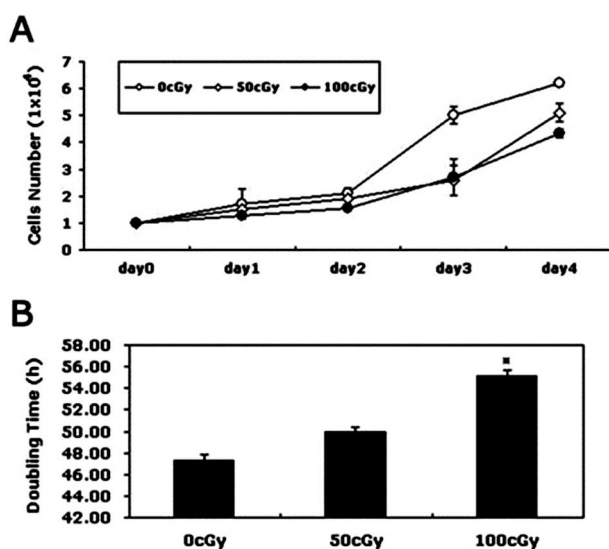 A
Cells Number (1x10⁴)
7
6
5
4
3
2
1
0
0cGy 50cGy 100cGy
day0 day1 day2 day3 day4
B
Doubling Time (h)
58.00
56.00
54.00
52.00
50.00
48.00
46.00
44.00
42.00
*
0cGy 50cGy 100cGy